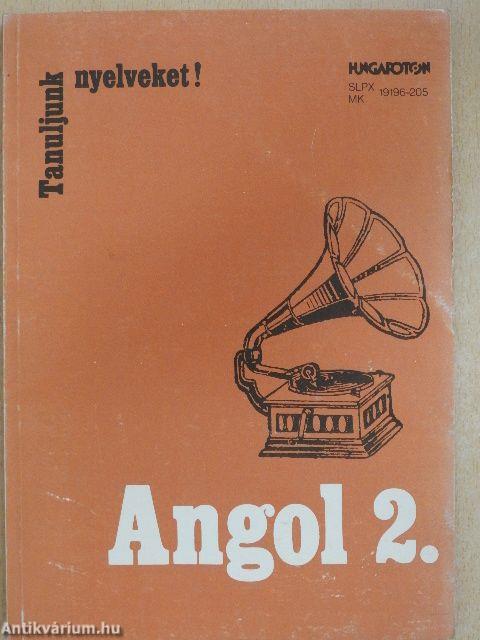 Tanuljunk
nyelveket!
HUNGAROTON
SLPX
MK
19196-205
Angol 2.
Antikvárium.hu